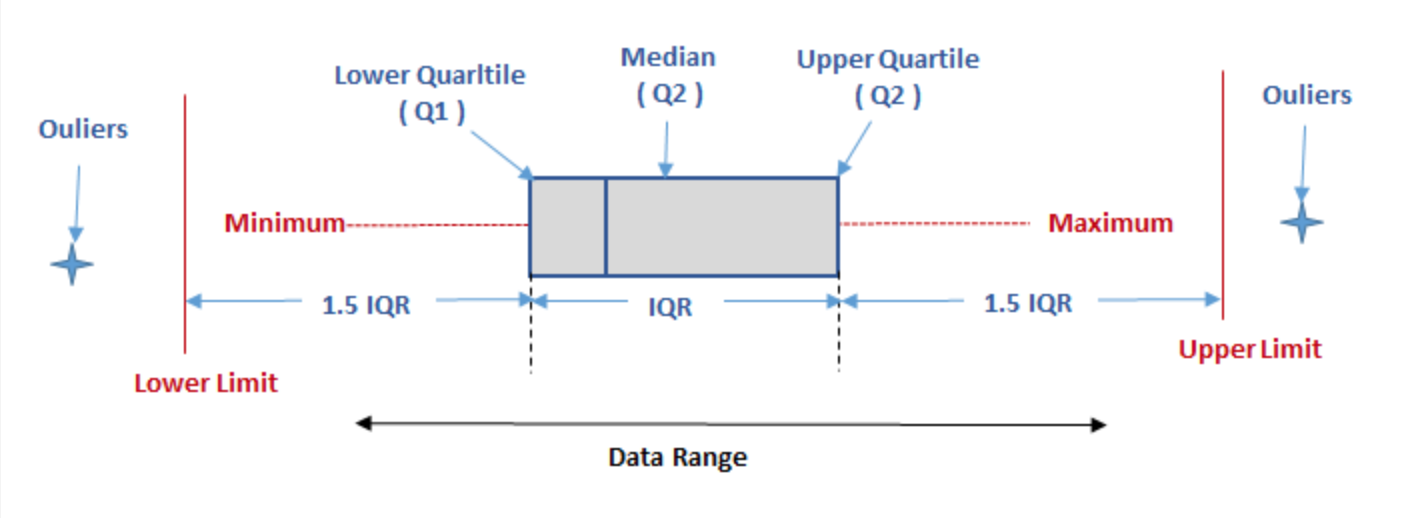 Ouliers
Lower Quarltile
( Q1 )
Median
( Q2 )
Upper Quartile
( Q2 )
Ouliers
Minimum
Maximum
1.5 IQR
IQR
1.5 IQR
Lower Limit
Upper Limit
Data Range